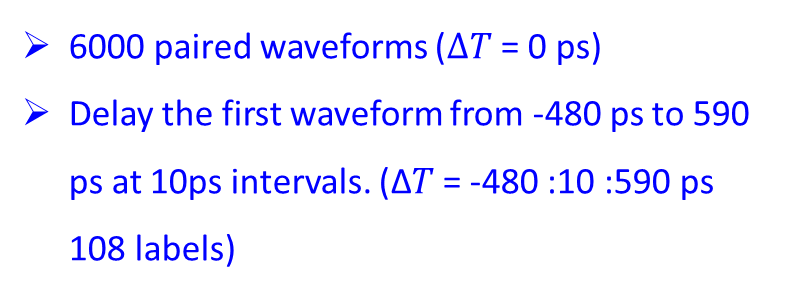 ➢ 6000 paired waveforms (Δ𝑇 = 0 ps)
➢ Delay the first waveform from -480 ps to 590
ps at 10ps intervals. (Δ𝑇 = -480 :10 :590 ps
108 labels)